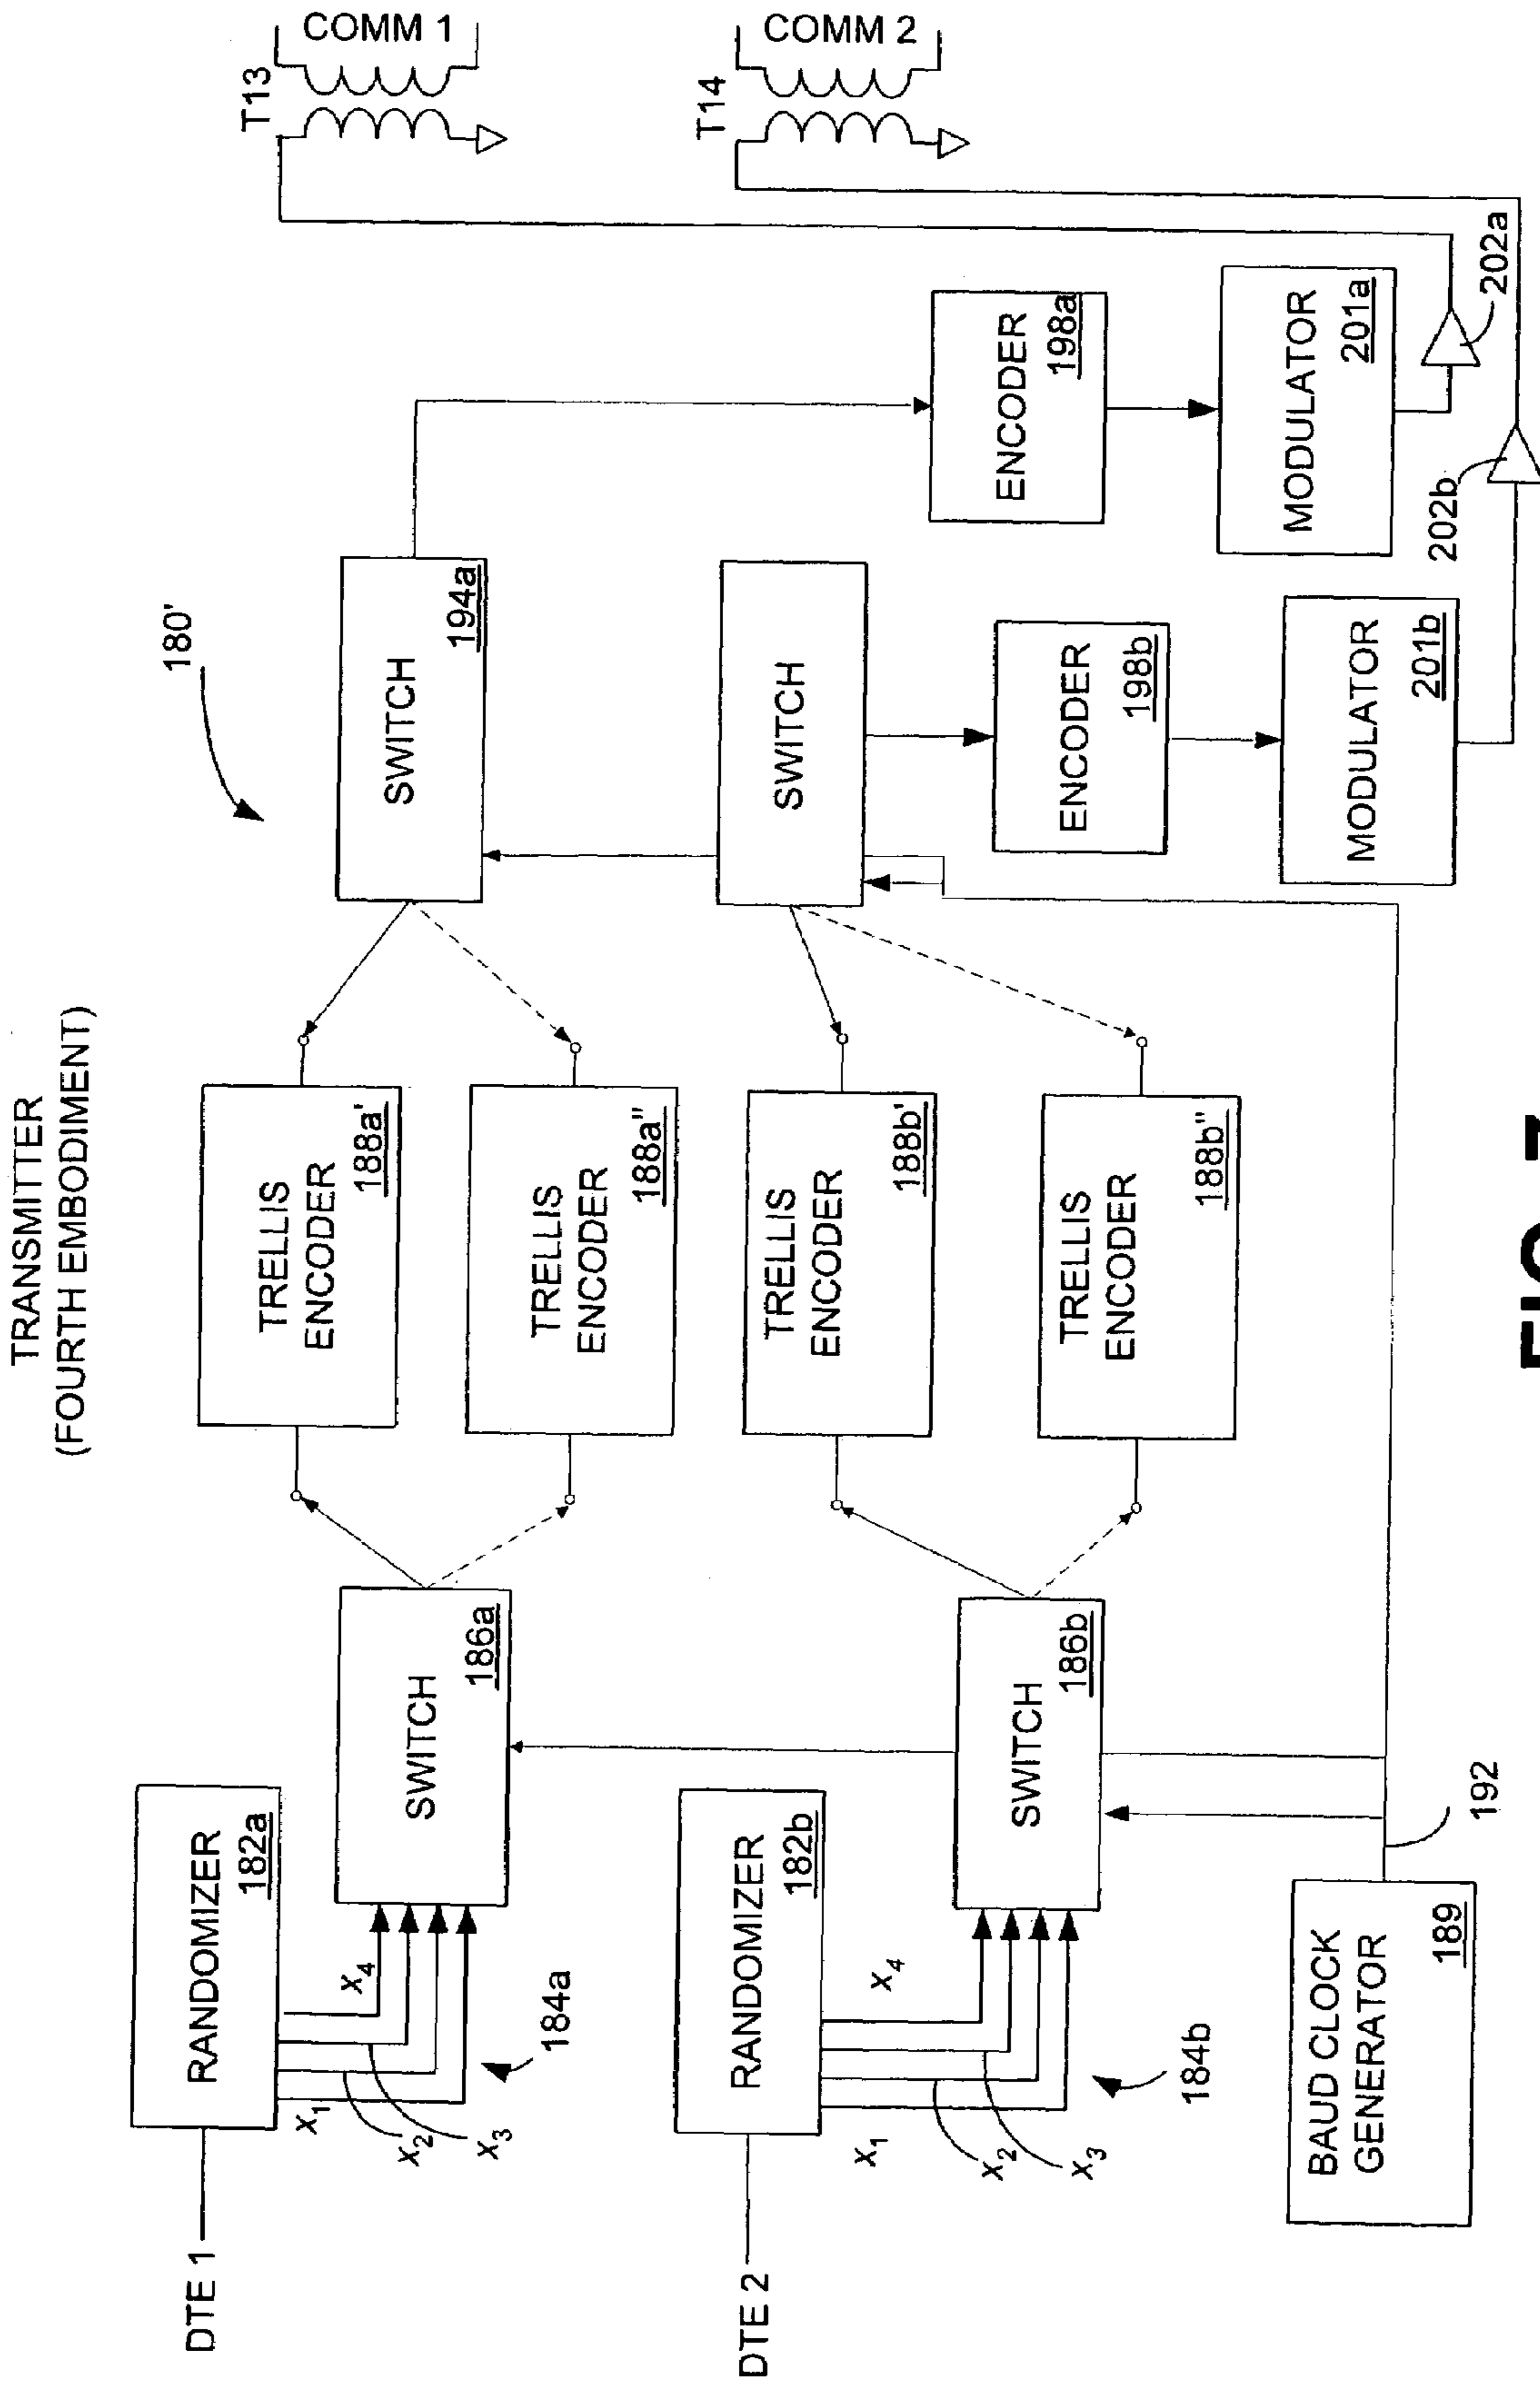 TRANSMITTER
(FOURTH EMBODIMENT)
180'
DTE 1
RANDOMIZER
182a
x1
x2
x3
x4
184a
SWITCH
186a
TRELLIS
ENCODER
188a'
TRELLIS
ENCODER
188a"
SWITCH
194a
T13
COMM 1
DTE 2
RANDOMIZER
182b
x1
x2
x3
x4
184b
SWITCH
186b
TRELLIS
ENCODER
188b'
TRELLIS
ENCODER
188b"
SWITCH
T14
COMM 2
ENCODER
198a
MODULATOR
201a
202a
ENCODER
198b
MODULATOR
201b
202b
BAUD CLOCK
GENERATOR
189
192